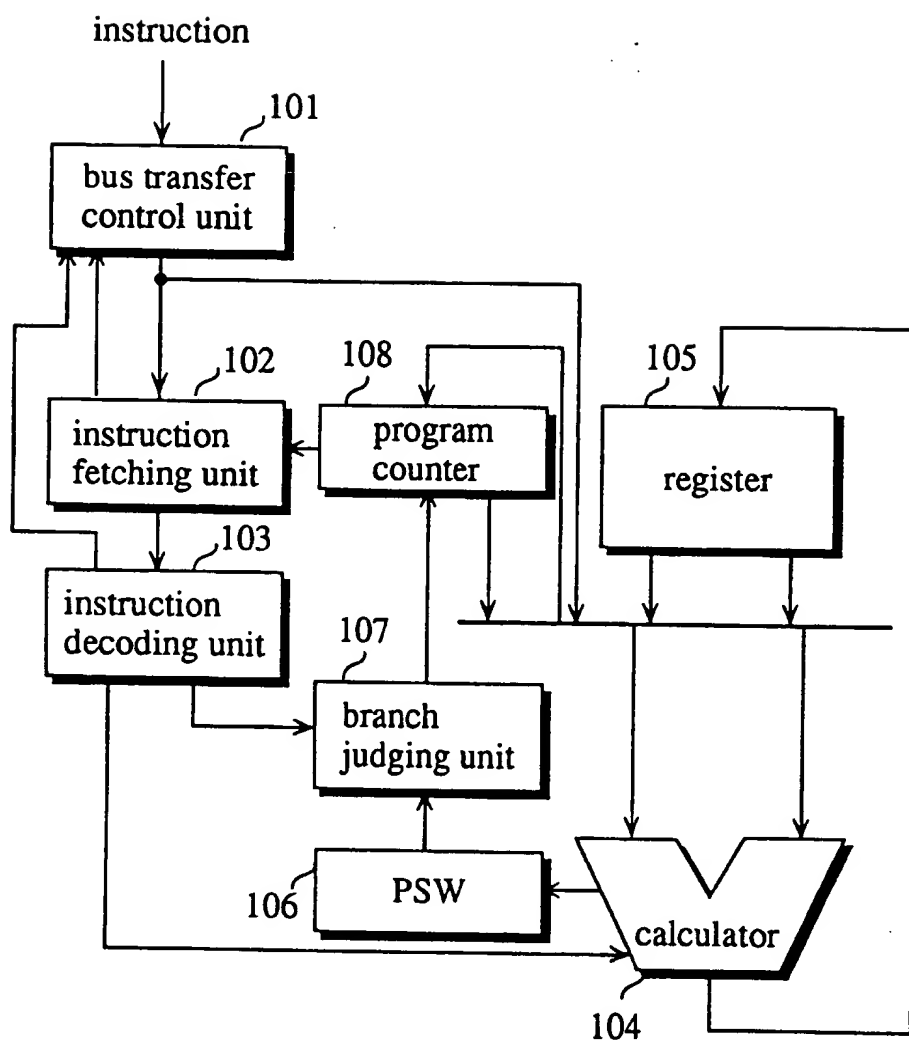 instruction
101
bus transfer
control unit
102
instruction
fetching unit
108
program
counter
105
register
103
instruction
decoding unit
107
branch
judging unit
106
PSW
calculator
104